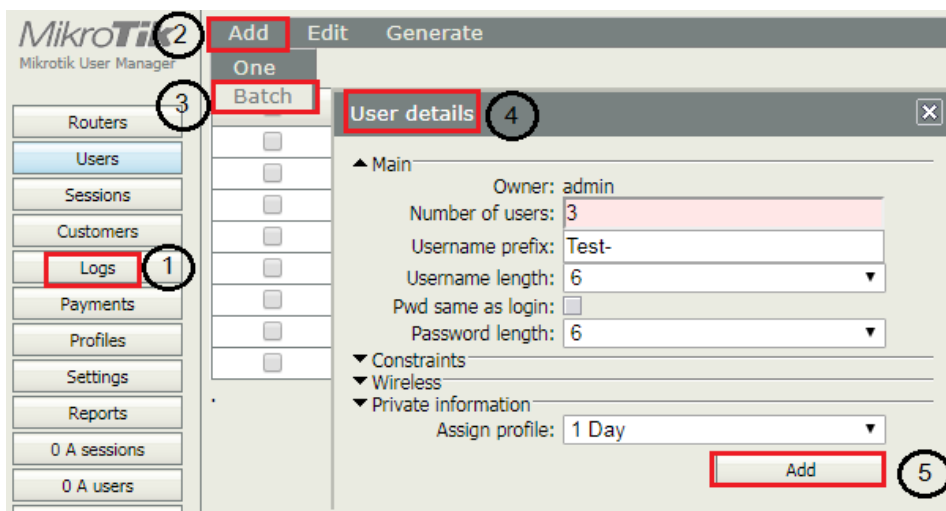 MikroTik
Mikrotik User Manager
2
Add Edit Generate
One
3
Batch
User details
4
Routers
Users
Sessions
Customers
Logs
1
Payments
Profiles
Settings
Reports
0 A sessions
0 A users
Main
Owner: admin
Number of users: 3
Username prefix: Test-
Username length: 6
Pwd same as login:
Password length: 6
Constraints
Wireless
Private information
Assign profile: 1 Day
Add
5